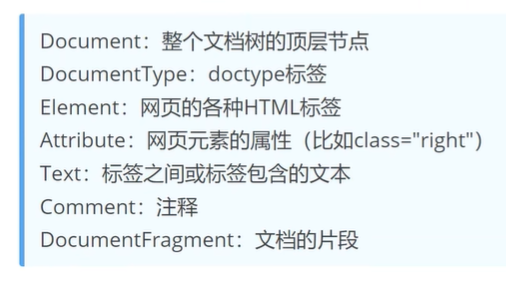 Document：整个文档树的顶层节点
DocumentType：doctype标签
Element：网页的各种HTML标签
Attribute：网页元素的属性（比如class="right"）
Text：标签之间或标签包含的文本
Comment：注释
DocumentFragment：文档的片段